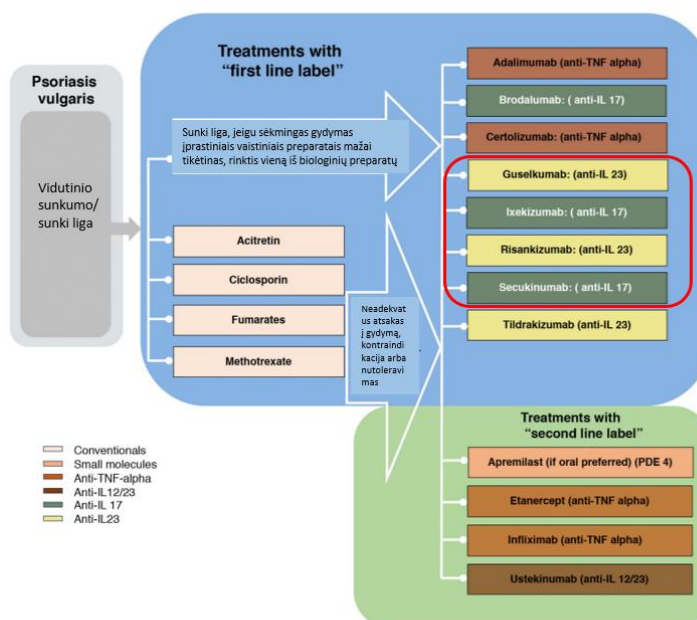 Psoriasis
vulgaris
Vidutinio
sunkumo/
sunki liga
Treatments with
“first line label”
Sunki liga, jeigu sėkmingas gydymas
įprastiniais vaistiniais preparatais mažai
tikėtinas, rinktis vieną iš biologinių preparatų
Acitretin
Ciclosporin
Fumarates
Methotrexate
Neadekvat
us atsakas
į gydymą,
kontraindi
kacija arba
nutoleravi
mas
Adalimumab (anti-TNF alpha)
Brodalumab: ( anti-IL 17)
Certolizumab: (anti-TNF alpha)
Guselkumab: (anti-IL 23)
Ixekizumab: ( anti-IL 17)
Risankizumab: (anti-IL 23)
Secukinumab: ( anti-IL 17)
Tildrakizumab (anti-IL 23)
Treatments with
“second line label”
Apremilast (if oral preferred) (PDE 4)
Etanercept (anti-TNF alpha)
Infliximab (anti-TNF alpha)
Ustekinumab (anti-IL 12/23)
Conventionals
Small molecules
Anti-TNF-alpha
Anti-IL12/23
Anti-IL 17
Anti-IL23